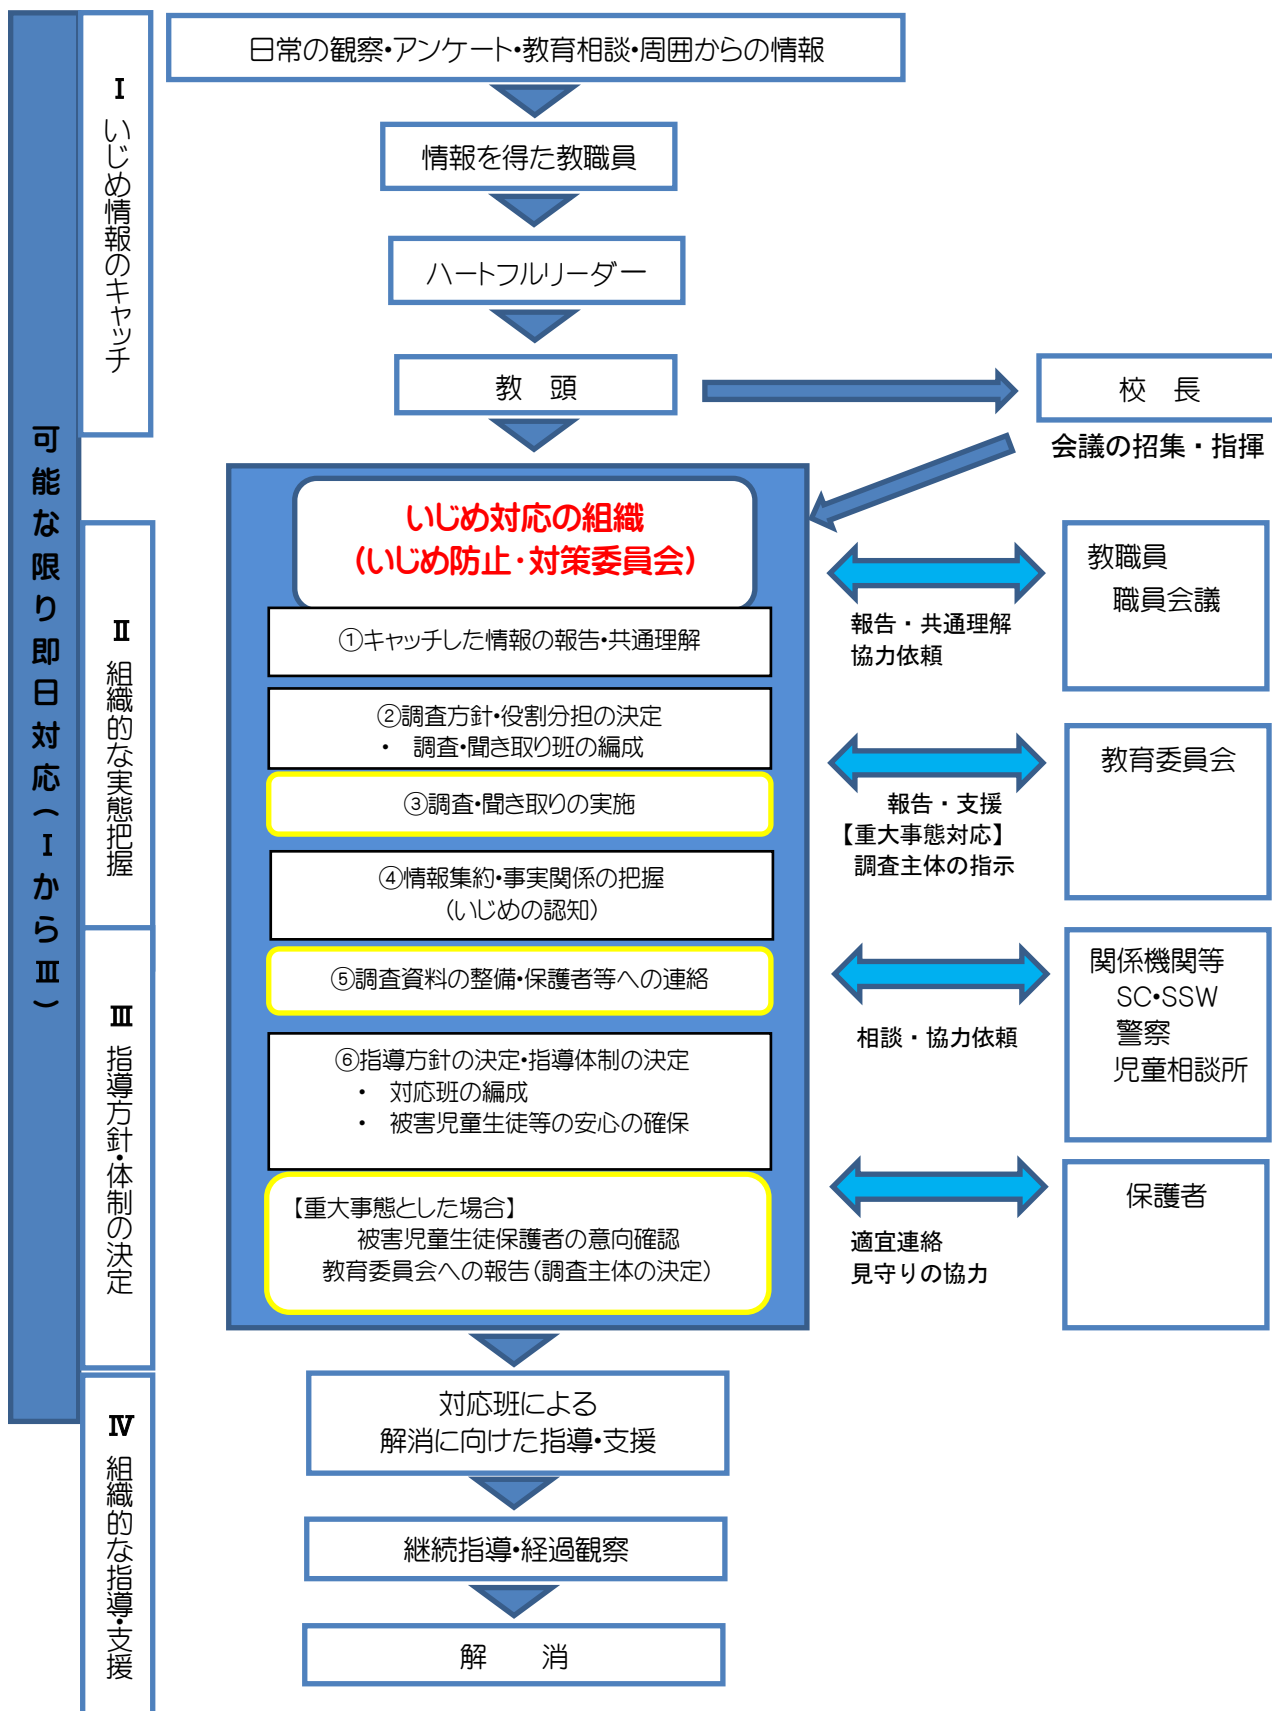 日常の観察・アンケート・教育相談・周囲からの情報
Ⅰ いじめ情報のキャッチ
情報を得た教職員
ハートフルリーダー
教 頭
校 長
会議の招集・指揮
可能な限り即日対応(ⅠからⅢ)
いじめ対応の組織
(いじめ防止・対策委員会)
Ⅱ 組織的な実態把握
①キャッチした情報の報告・共通理解
②調査方針・役割分担の決定
・ 調査・聞き取り班の編成
③調査・聞き取りの実施
④情報集約・事実関係の把握
(いじめの認知)
⑤調査資料の整備・保護者等への連絡
Ⅲ 指導方針・体制の決定
⑥指導方針の決定・指導体制の決定
・ 対応班の編成
・ 被害児童生徒等の安心の確保
【重大事態とした場合】
被害児童生徒保護者の意向確認
教育委員会への報告(調査主体の決定)
教職員
職員会議
報告・共通理解
協力依頼
教育委員会
報告・支援
【重大事態対応】
調査主体の指示
関係機関等
SC・SSW
警察
児童相談所
相談・協力依頼
保護者
適宜連絡
見守りの協力
Ⅳ 組織的な指導・支援
対応班による
解消に向けた指導・支援
継続指導・経過観察
解 消